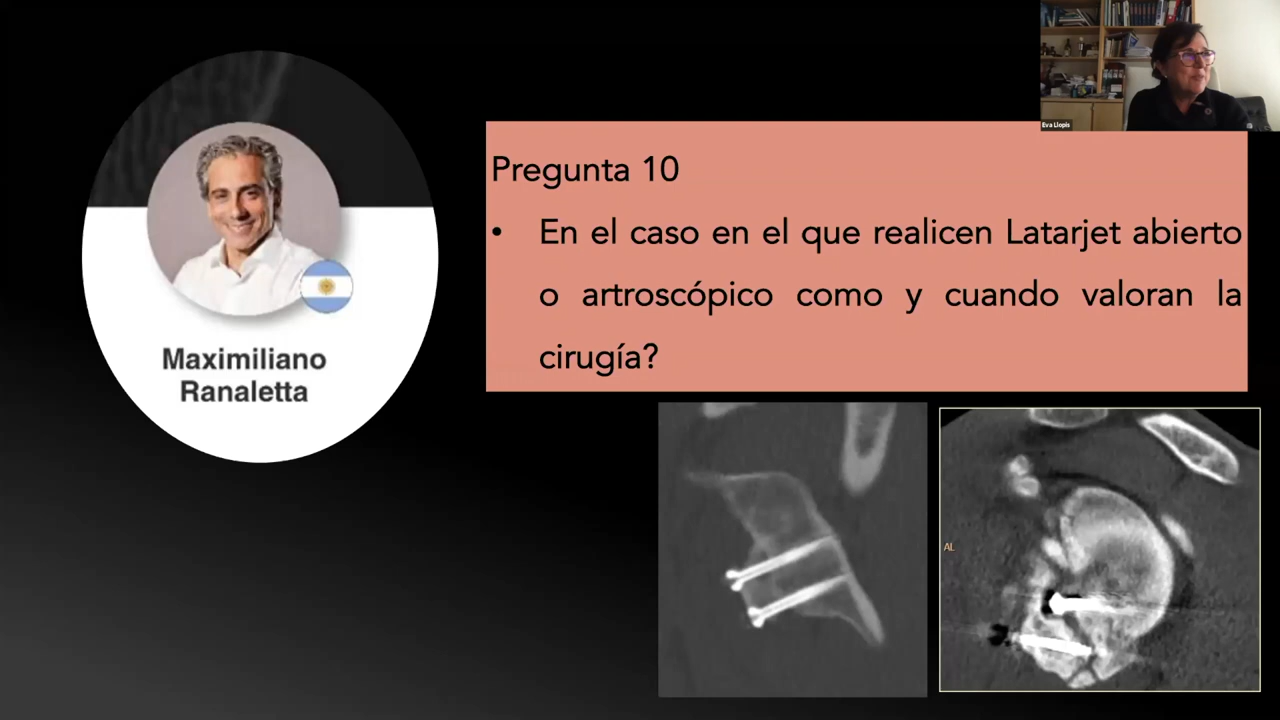 Eva Llopis
Pregunta 10
• En el caso en el que realicen Latarjet abierto
o artroscópico como y cuando valoran la
cirugía?
Maximiliano
Ranaletta
AL